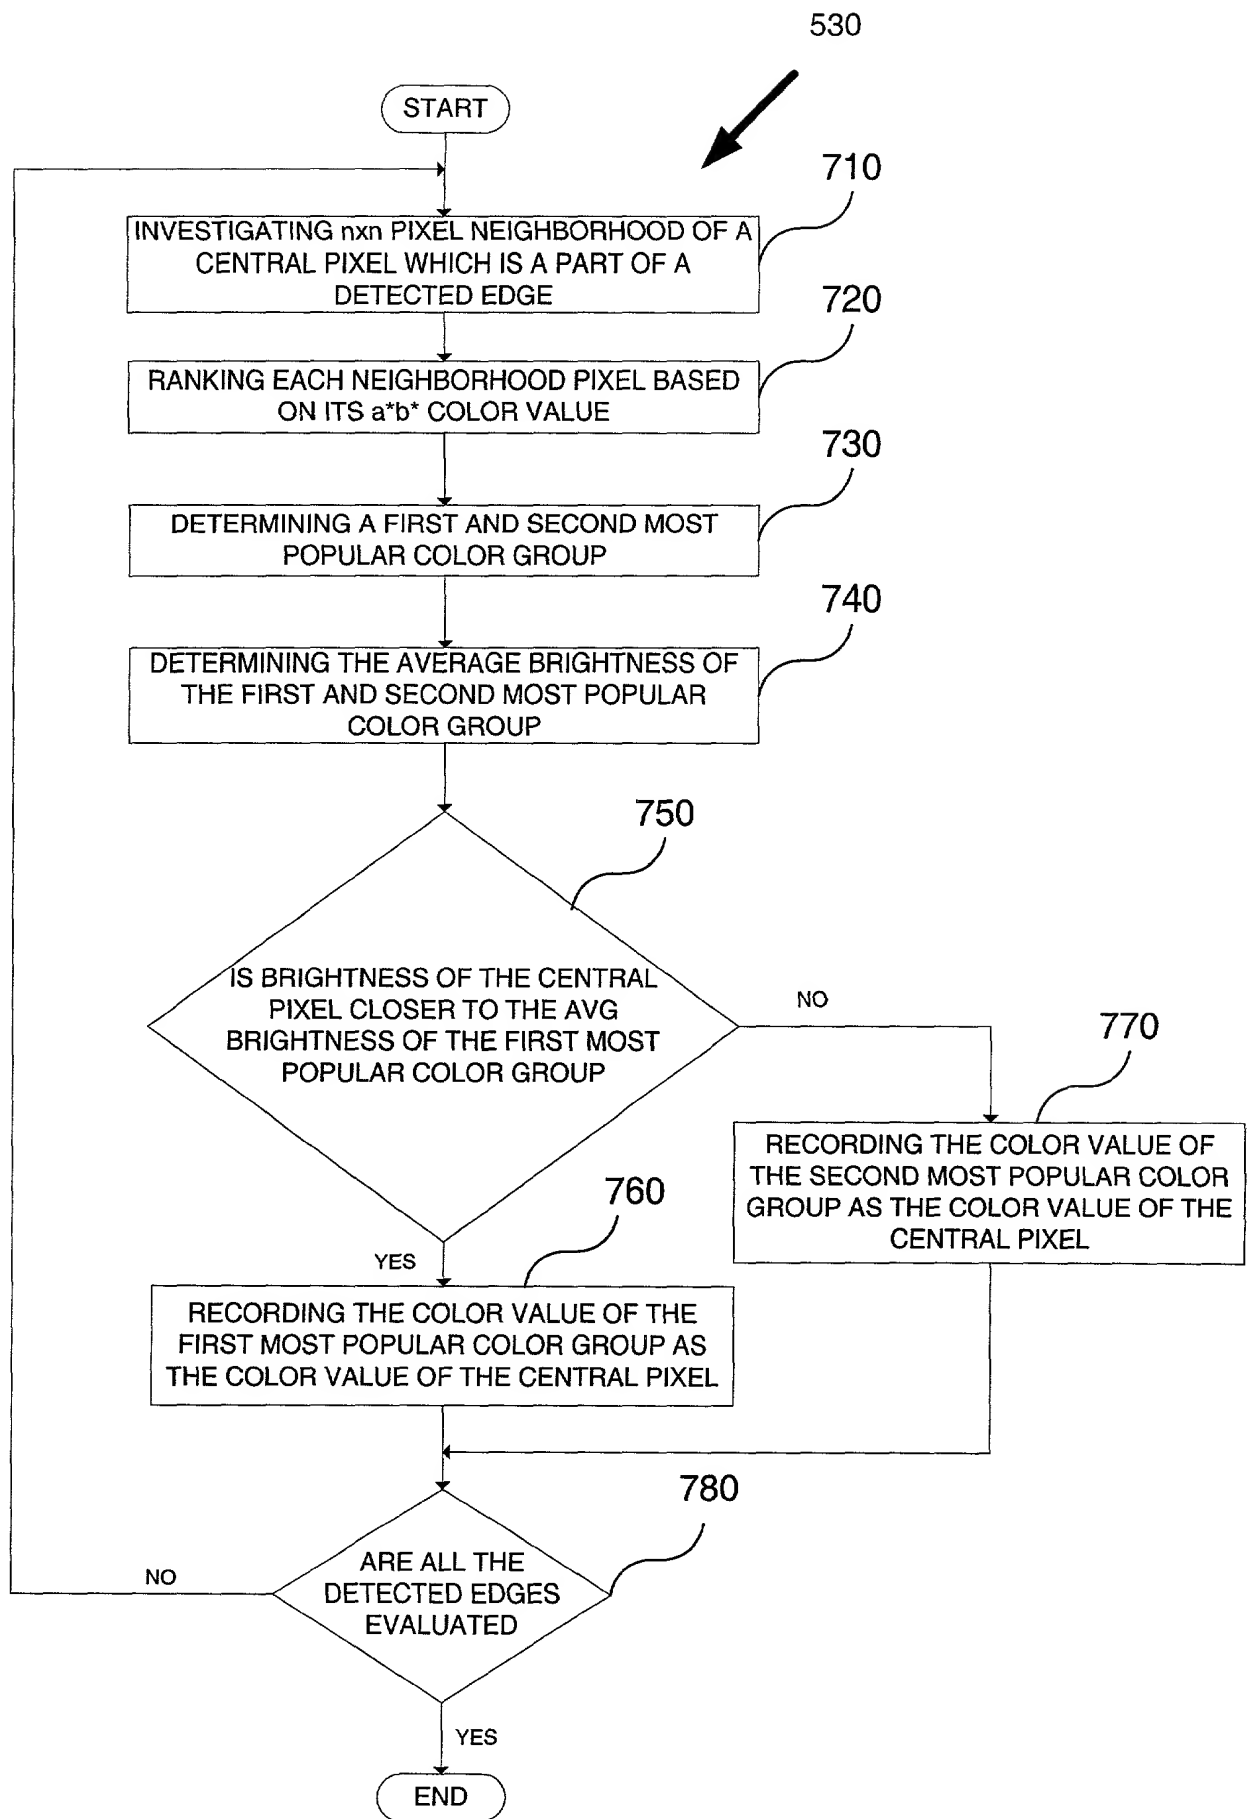 530
START
710
INVESTIGATING nxn PIXEL NEIGHBORHOOD OF A
CENTRAL PIXEL WHICH IS A PART OF A
DETECTED EDGE
720
RANKING EACH NEIGHBORHOOD PIXEL BASED
ON ITS a*b* COLOR VALUE
730
DETERMINING A FIRST AND SECOND MOST
POPULAR COLOR GROUP
740
DETERMINING THE AVERAGE BRIGHTNESS OF
THE FIRST AND SECOND MOST POPULAR
COLOR GROUP
750
IS BRIGHTNESS OF THE CENTRAL
PIXEL CLOSER TO THE AVG
BRIGHTNESS OF THE FIRST MOST
POPULAR COLOR GROUP
NO
770
RECORDING THE COLOR VALUE OF
THE SECOND MOST POPULAR COLOR
GROUP AS THE COLOR VALUE OF THE
CENTRAL PIXEL
760
YES
RECORDING THE COLOR VALUE OF THE
FIRST MOST POPULAR COLOR GROUP AS
THE COLOR VALUE OF THE CENTRAL PIXEL
780
ARE ALL THE
DETECTED EDGES
EVALUATED
NO
YES
END